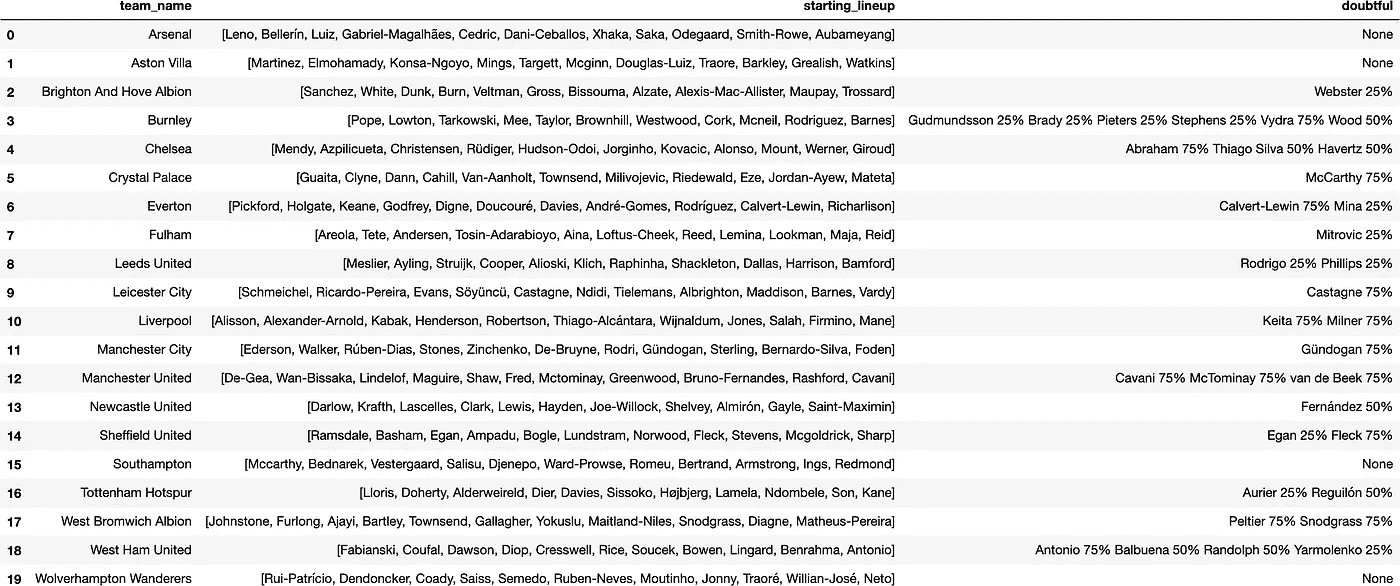 team_name starting_lineup doubtful
0 Arsenal [Leno, Bellerín, Luiz, Gabriel-Magalhães, Cedric, Dani-Ceballos, Xhaka, Saka, Odegaard, Smith-Rowe, Aubameyang] None
1 Aston Villa [Martinez, Elmohamady, Konsa-Ngoyo, Mings, Targett, Mcginn, Douglas-Luiz, Traore, Barkley, Grealish, Watkins] None
2 Brighton And Hove Albion [Sanchez, White, Dunk, Burn, Veltman, Gross, Bissouma, Alzate, Alexis-Mac-Allister, Maupay, Trossard] Webster 25%
3 Burnley [Pope, Lowton, Tarkowski, Mee, Taylor, Brownhill, Westwood, Cork, Mcneil, Rodriguez, Barnes] Gudmundsson 25% Brady 25% Pieters 25% Stephens 25% Vydra 75% Wood 50%
4 Chelsea [Mendy, Azpilicueta, Christensen, Rüdiger, Hudson-Odoi, Jorginho, Kovacic, Alonso, Mount, Werner, Giroud] Abraham 75% Thiago Silva 50% Havertz 50%
5 Crystal Palace [Guaita, Clyne, Dann, Cahill, Van-Aanholt, Townsend, Milivojevic, Riedewald, Eze, Jordan-Ayew, Mateta] McCarthy 75%
6 Everton [Pickford, Holgate, Keane, Godfrey, Digne, Doucouré, Davies, André-Gomes, Rodríguez, Calvert-Lewin, Richarlison] Calvert-Lewin 75% Mina 25%
7 Fulham [Areola, Tete, Andersen, Tosin-Adarabioyo, Aina, Loftus-Cheek, Reed, Lemina, Lookman, Maja, Reid] Mitrovic 25%
8 Leeds United [Meslier, Ayling, Struijk, Cooper, Alioski, Klich, Raphinha, Shackleton, Dallas, Harrison, Bamford] Rodrigo 25% Phillips 25%
9 Leicester City [Schmeichel, Ricardo-Pereira, Evans, Söyüncü, Castagne, Ndidi, Tielemans, Albrighton, Maddison, Barnes, Vardy] Castagne 75%
10 Liverpool [Alisson, Alexander-Arnold, Kabak, Henderson, Robertson, Thiago-Alcántara, Wijnaldum, Jones, Salah, Firmino, Mane] Keita 75% Milner 75%
11 Manchester City [Ederson, Walker, Rúben-Dias, Stones, Zinchenko, De-Bruyne, Rodri, Gündogan, Sterling, Bernardo-Silva, Foden] Gündogan 75%
12 Manchester United [De-Gea, Wan-Bissaka, Lindelof, Maguire, Shaw, Fred, Mctominay, Greenwood, Bruno-Fernandes, Rashford, Cavani] Cavani 75% McTominay 75% van de Beek 75%
13 Newcastle United [Darlow, Krafth, Lascelles, Clark, Lewis, Hayden, Joe-Willock, Shelvey, Almirón, Gayle, Saint-Maximin] Fernández 50%
14 Sheffield United [Ramsdale, Basham, Egan, Ampadu, Bogle, Lundstram, Norwood, Fleck, Stevens, Mcgoldrick, Sharp] Egan 25% Fleck 75%
15 Southampton [Mccarthy, Bednarek, Vestergaard, Salisu, Djenepo, Ward-Prowse, Romeu, Bertrand, Armstrong, Ings, Redmond] None
16 Tottenham Hotspur [Lloris, Doherty, Alderweireld, Dier, Davies, Sissoko, Højbjerg, Lamela, Ndombele, Son, Kane] Aurier 25% Reguilón 50%
17 West Bromwich Albion [Johnstone, Furlong, Ajayi, Bartley, Townsend, Gallagher, Yokuslu, Maitland-Niles, Snodgrass, Diagne, Matheus-Pereira] Peltier 75% Snodgrass 75%
18 West Ham United [Fabianski, Coufal, Dawson, Diop, Cresswell, Rice, Soucek, Bowen, Lingard, Benrahma, Antonio] Antonio 75% Balbuena 50% Randolph 50% Yarmolenko 25%
19 Wolverhampton Wanderers [Rui-Patrício, Dendoncker, Coady, Saiss, Semedo, Ruben-Neves, Moutinho, Jonny, Traoré, Willian-José, Neto] None